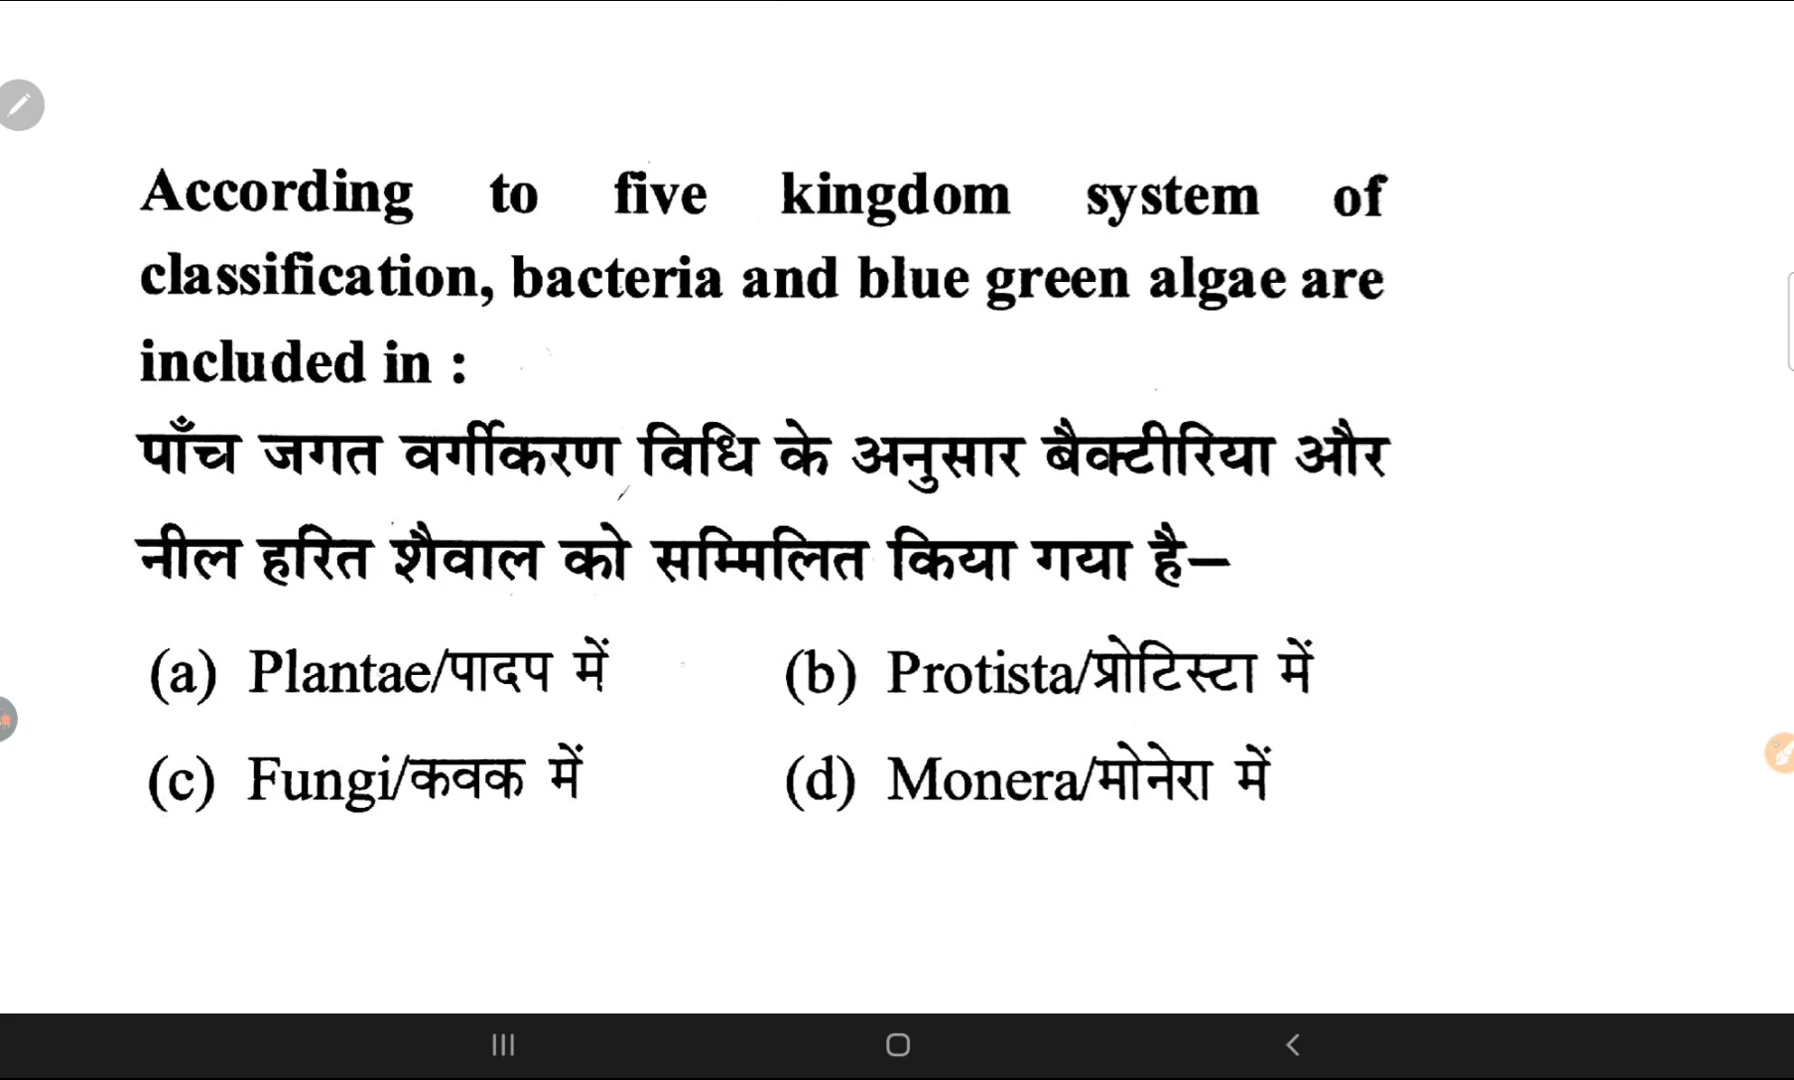 According to five kingdom system of
classification, bacteria and blue green algae are
included in :
पाँच जगत वर्गीकरण विधि के अनुसार बैक्टीरिया और
नील हरित शैवाल को सम्मिलित किया गया है–
(a) Plantae/पादप में (b) Protista/प्रोटिस्टा में
(c) Fungi/कवक में (d) Monera/मोनेरा में